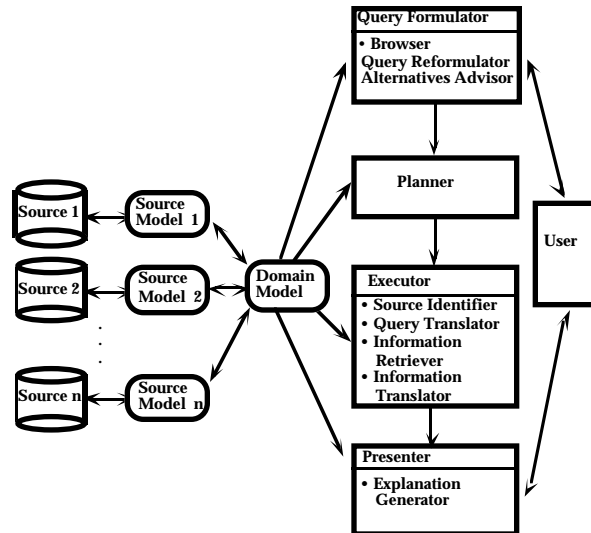 Query Formulator
• Browser
Query Reformulator
Alternatives Advisor
Planner
Source 1
Source
Model 1
User
Source 2
Source
Model 2
Domain
Model
Executor
• Source Identifier
• Query Translator
• Information
Retriever
• Information
Translator
Source n
Source
Model n
Presenter
• Explanation
Generator